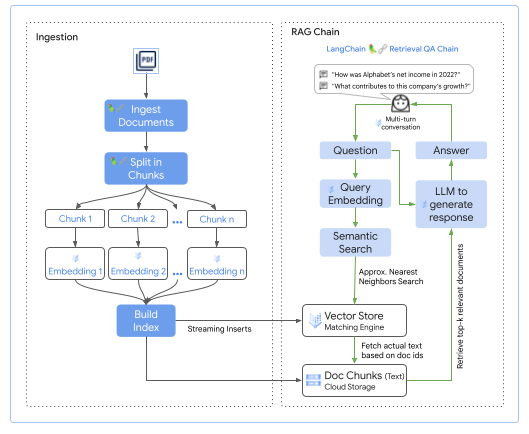 Ingestion
PDF
Ingest
Documents
Split in
Chunks
Chunk 1
Chunk 2
...
Chunk n
Embedding 1
Embedding 2
...
Embedding n
Build
Index
Streaming Inserts
RAG Chain
LangChain Retrieval QA Chain
"How was Alphabet's net income in 2022?"
"What contributes to this company's growth?"
Multi-turn
conversation
Question
Answer
Query
Embedding
LLM to
generate
response
Semantic
Search
Approx. Nearest
Neighbors Search
Vector Store
Matching Engine
Fetch actual text
based on doc ids
Doc Chunks (Text)
Cloud Storage
Retrieve top-k relevant documents